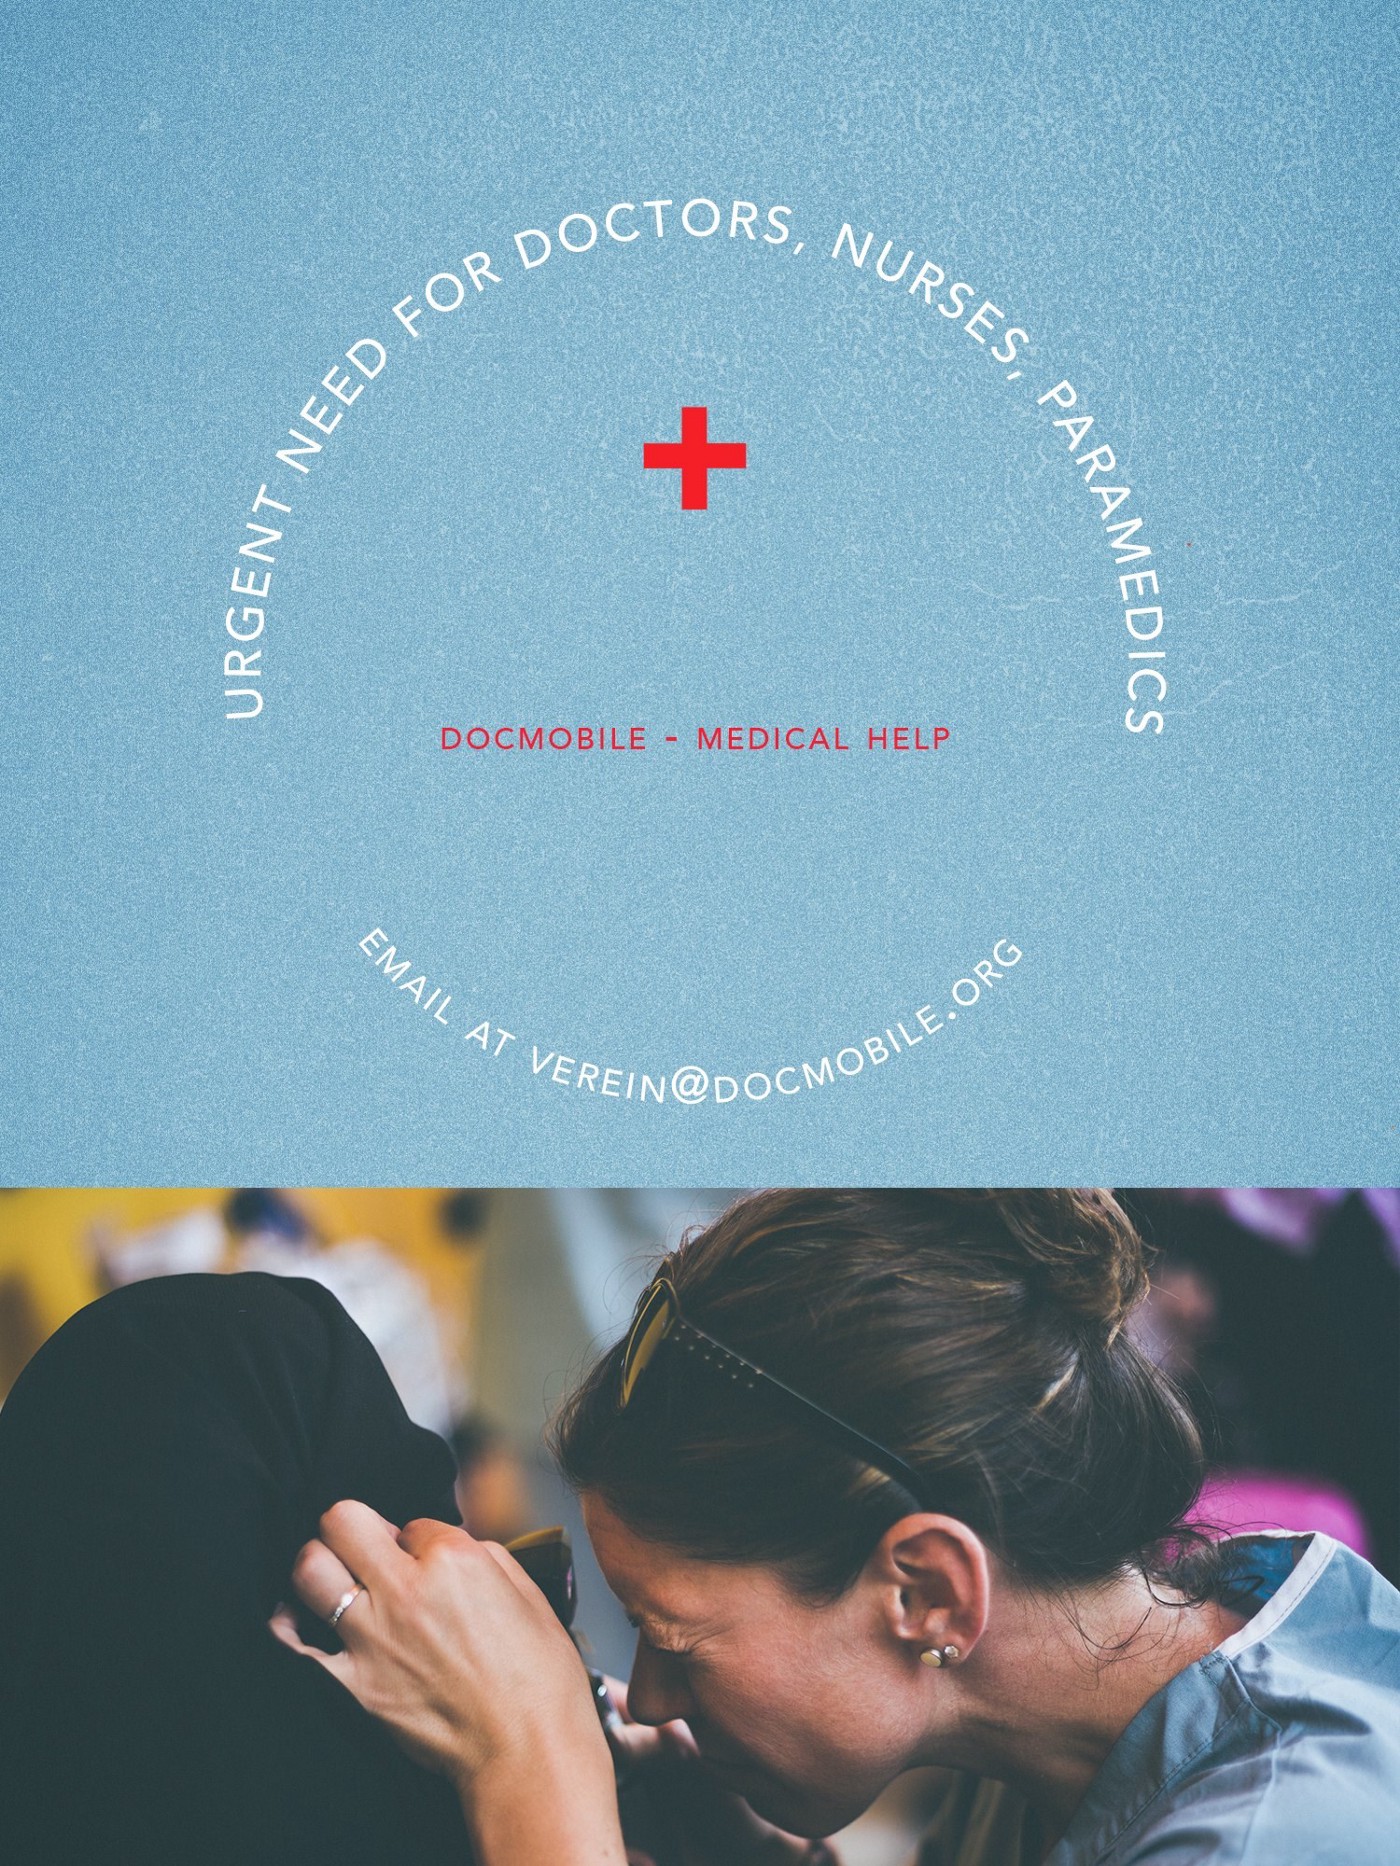 URGENT NEED FOR DOCTORS, NURSES, PARAMEDICS
DOCMOBILE - MEDICAL HELP
EMAIL AT VEREIN@DOCMOBILE.ORG